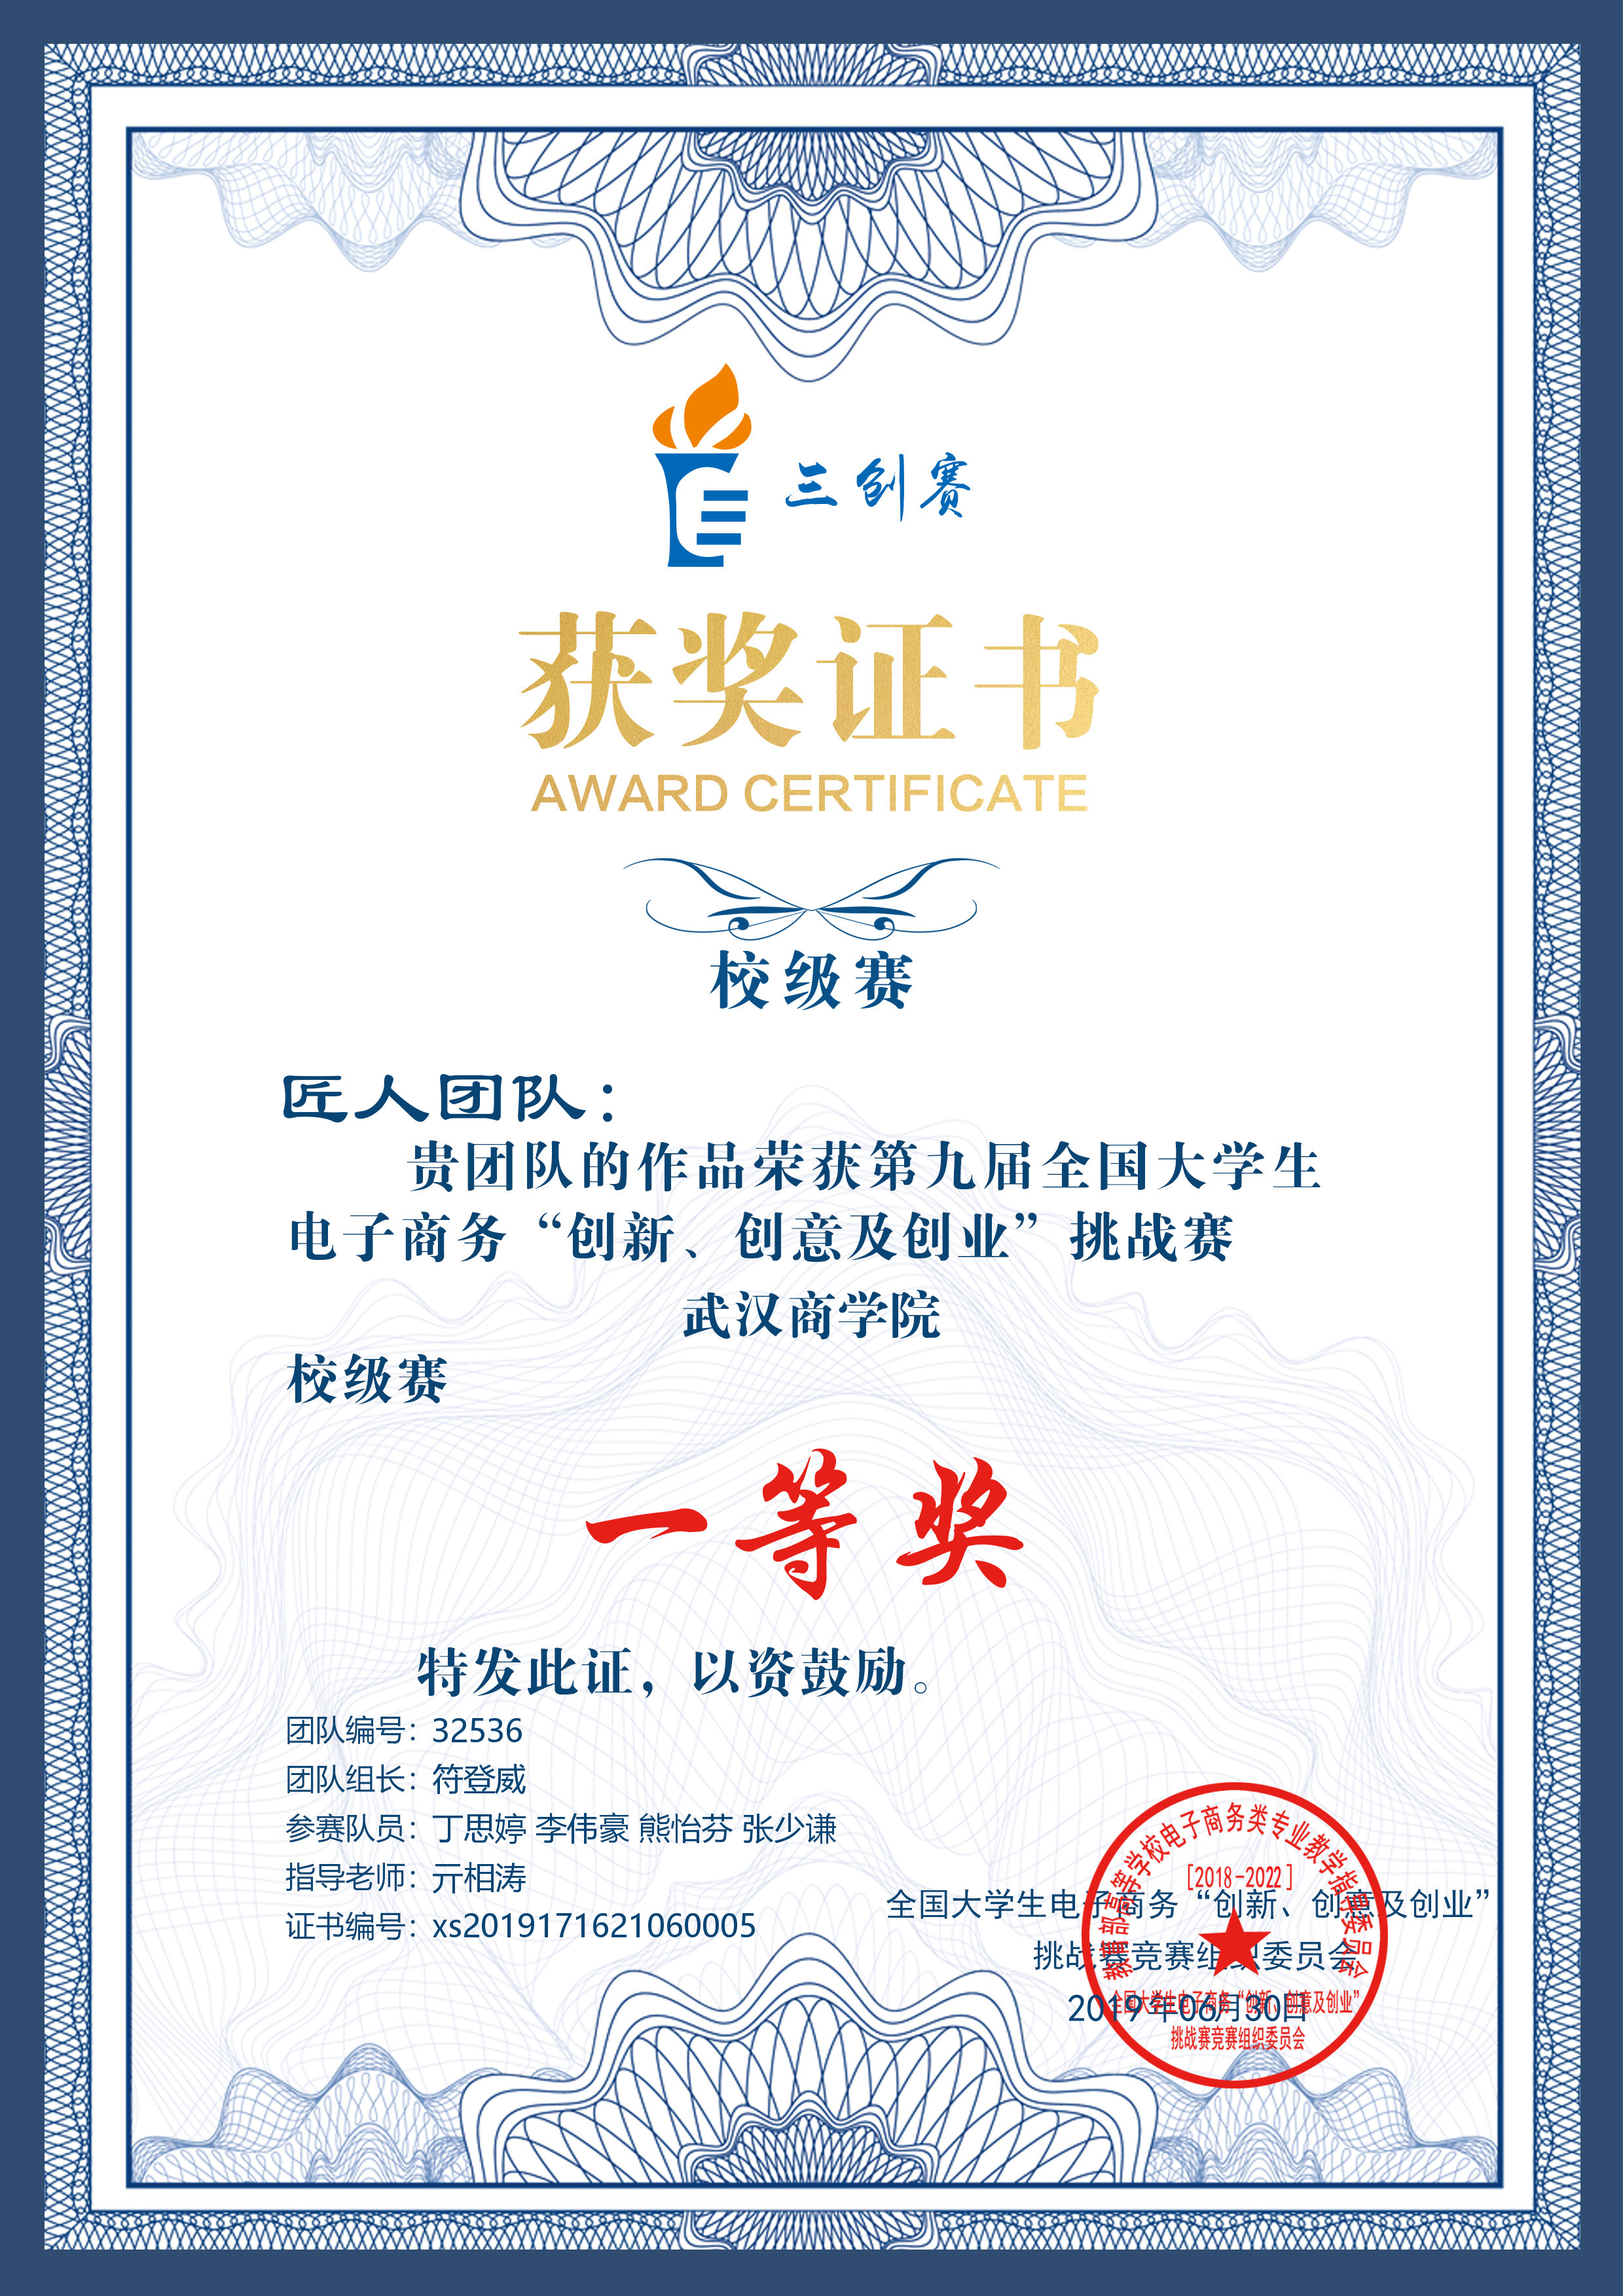 三创赛
获奖证书
AWARD CERTIFICATE
校级赛
匠人团队：
贵团队的作品荣获第九届全国大学生
电子商务“创新、创意及创业”挑战赛
武汉商学院
校级赛
一等奖
特发此证，以资鼓励。
团队编号：32536
团队组长：符登威
参赛队员：丁思婷 李伟豪 熊怡芬 张少谦
指导老师：亓相涛
证书编号：xs2019171621060005
全国大学生电子商务“创新、创意及创业”
挑战赛竞赛组织委员会
2019年06月30日
教育部高等学校电子商务类专业教学指导委员会
[2018-2022]
全国大学生电子商务“创新、创意及创业”
挑战赛竞赛组织委员会